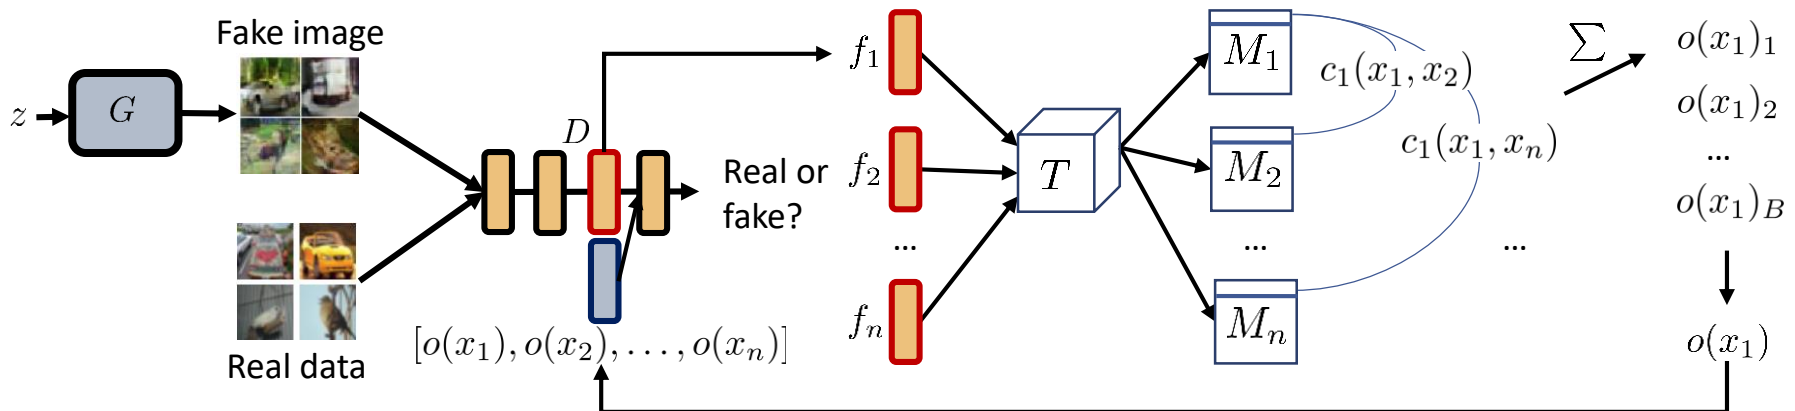 Fake image
z
G
D
Real or
fake?
Real data
[o(x₁), o(x₂), . . . , o(xₙ)]
f₁
f₂
...
fₙ
T
M₁
M₂
...
Mₙ
c₁(x₁, x₂)
c₁(x₁, xₙ)
...
∑
o(x₁)₁
o(x₁)₂
...
o(x₁)_B
o(x₁)